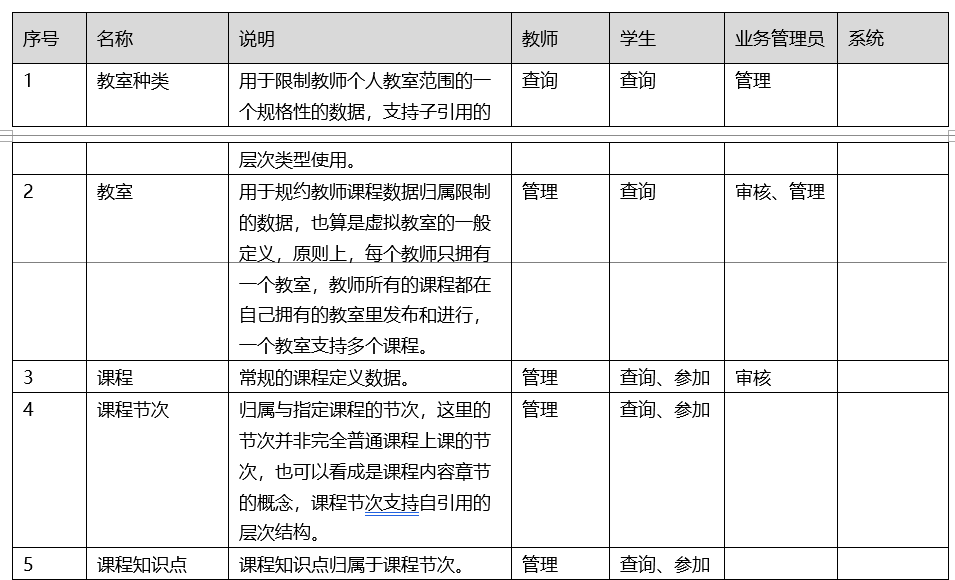 序号 名称 说明 教师 学生 业务管理员 系统
1 教室种类 用于限制教师个人教室范围的一 查询 查询 管理
个规格性的数据，支持子引用的
层次类型使用。
2 教室 用于规约教师课程数据归属限制 管理 查询 审核、管理
的数据，也算是虚拟教室的一般
定义，原则上，每个教师只拥有
一个教室，教师所有的课程都在
自己拥有的教室里发布和进行，
一个教室支持多个课程。
3 课程 常规的课程定义数据。 管理 查询、参加 审核
4 课程节次 归属与指定课程的节次，这里的 管理 查询、参加
节次并非完全普通课程上课的节
次，也可以看成是课程内容章节
的概念，课程节次支持自引用的
层次结构。
5 课程知识点 课程知识点归属于课程节次。 管理 查询、参加